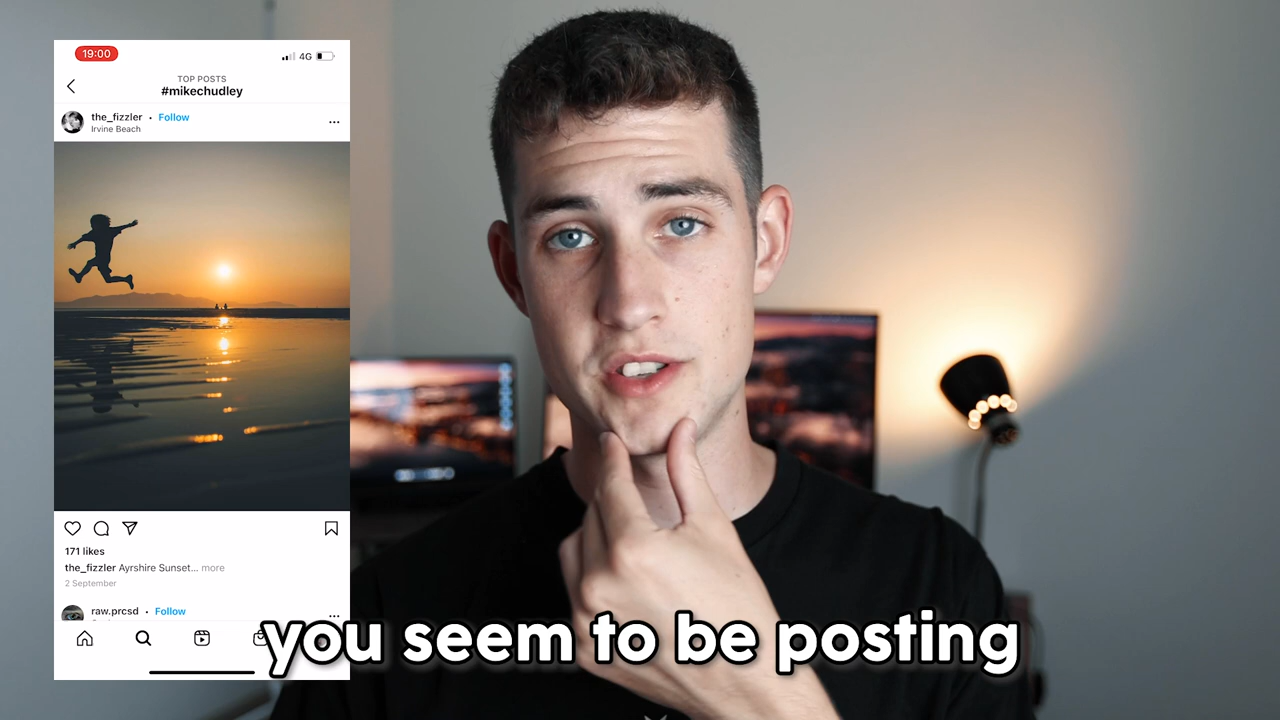 19:00
4G
TOP POSTS
#mikechudley
the_fizzler • Follow
Irvine Beach
171 likes
the_fizzler Ayrshire Sunset... more
2 September
raw.prcsd • Follow
you seem to be posting